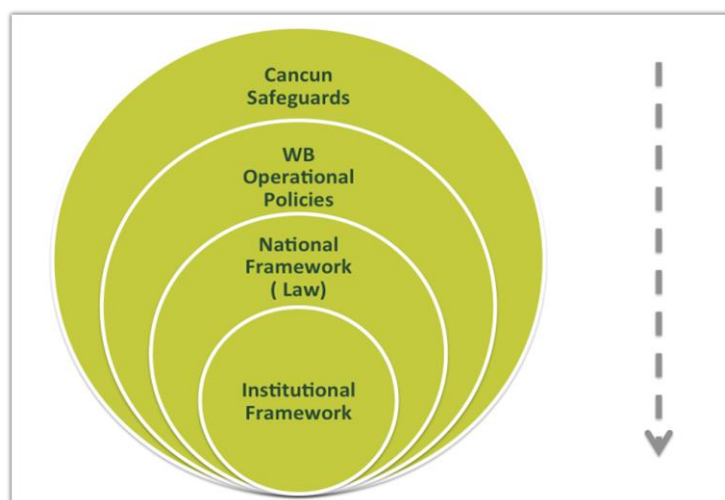 Cancun
Safeguards
WB
Operational
Policies
National
Framework
( Law)
Institutional
Framework